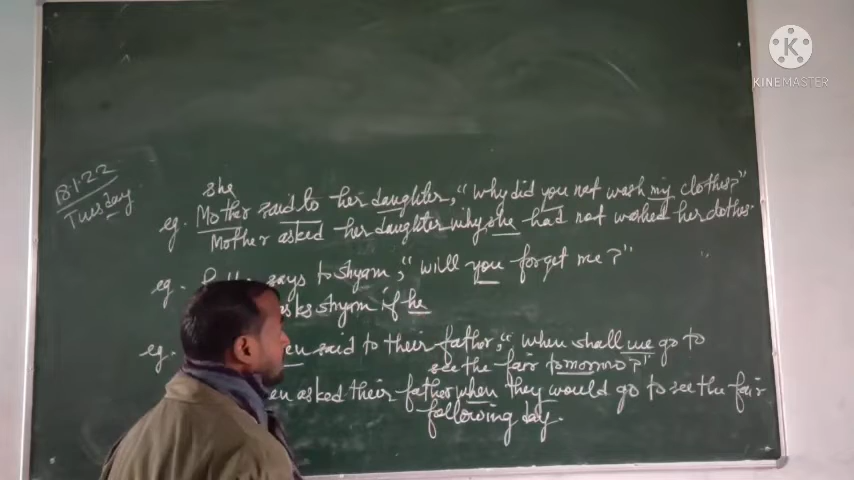 18.1.22
Tuesday
she
eg. Mother said to her daughter, "Why did you not wash my clothes?"
Mother asked her daughter why she had not washed her clothes.
eg. says to Shyam, "will you forget me?"
asks shyam if he
eg. said to their father, "when shall we go to
see the fair tomorrow?"
asked their father when they would go to see the fair
following day.
K
KINEMASTER